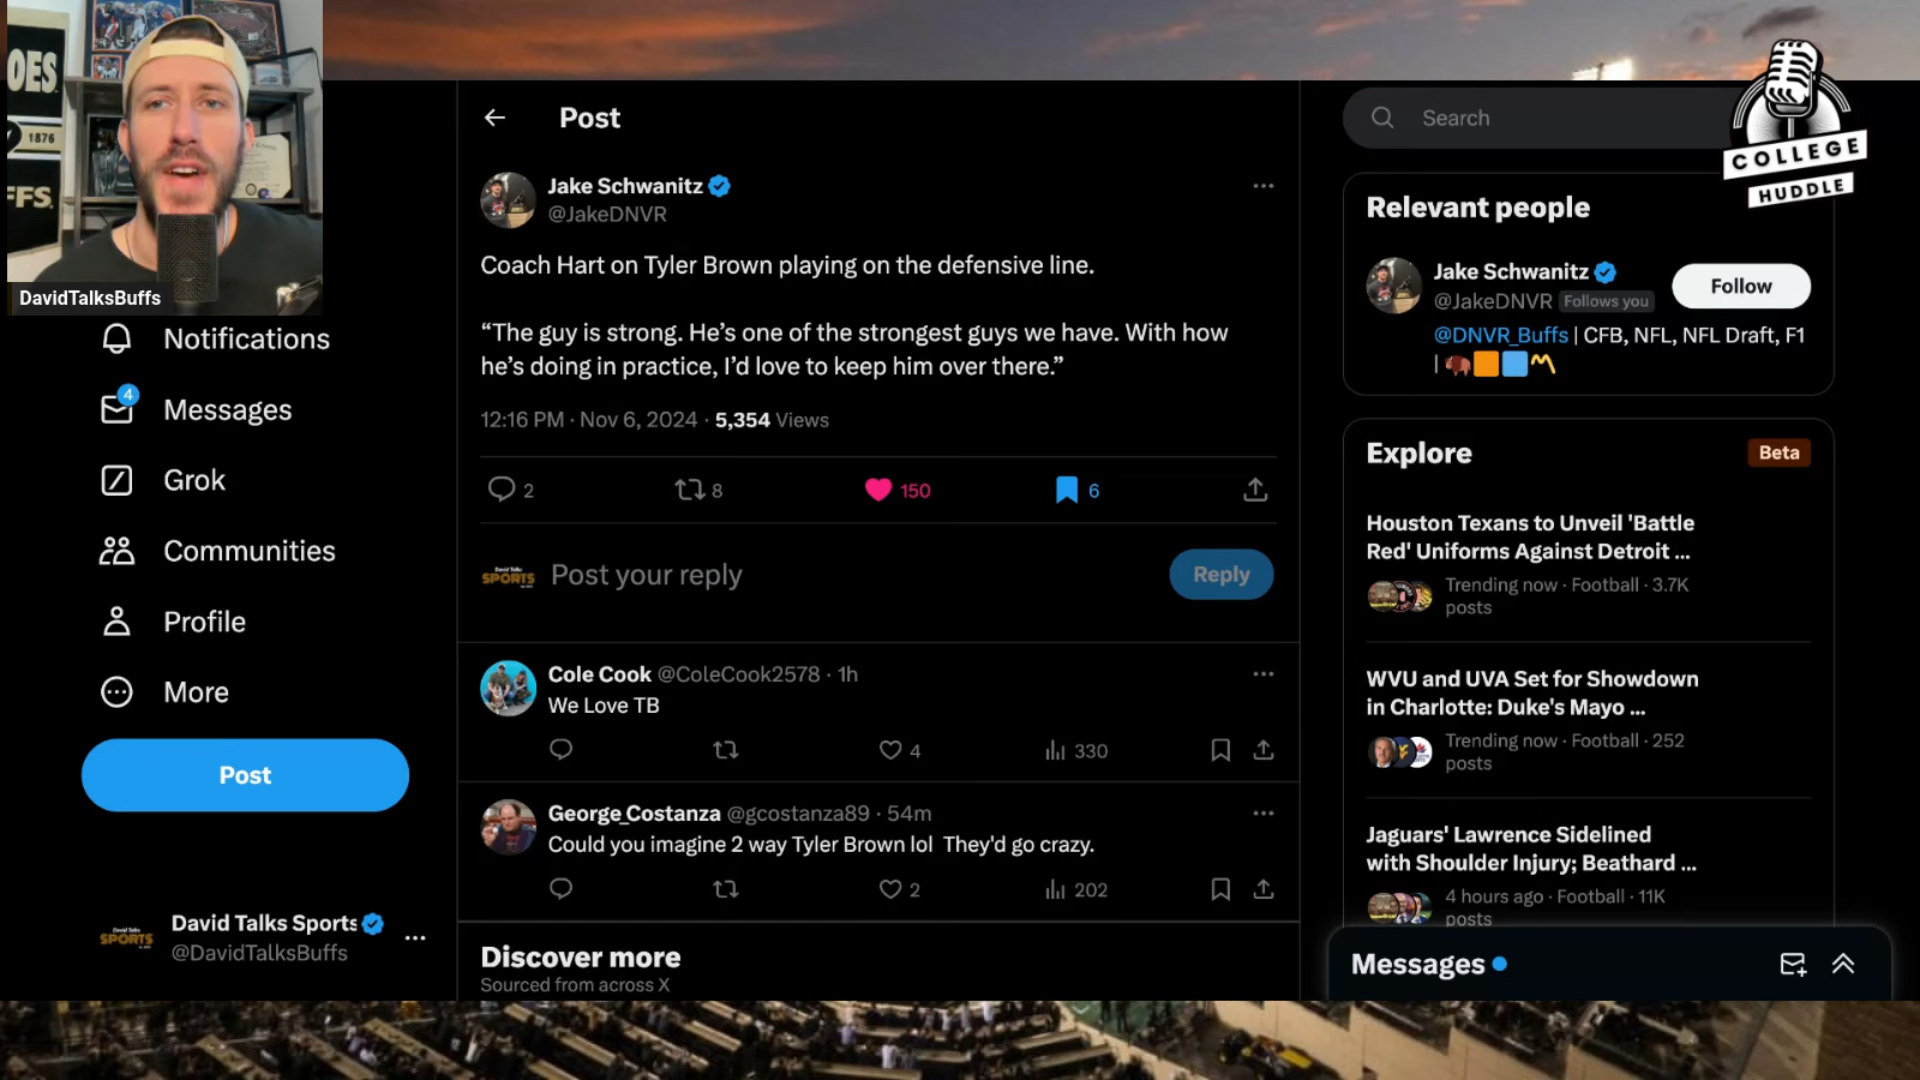 OES
1876
FFS
DavidTalksBuffs
Notifications
4
Messages
Grok
Communities
Profile
More
Post
David Talks Sports
@DavidTalksBuffs
Post
Jake Schwanitz
@JakeDNVR
Coach Hart on Tyler Brown playing on the defensive line.
“The guy is strong. He’s one of the strongest guys we have. With how
he’s doing in practice, I’d love to keep him over there.”
12:16 PM · Nov 6, 2024 · 5,354 Views
2 8 150 6
David Talks
SPORTS
Post your reply
Reply
Cole Cook @ColeCook2578 · 1h
We Love TB
4 330
George_Costanza @gcostanza89 · 54m
Could you imagine 2 way Tyler Brown lol They'd go crazy.
2 202
Discover more
Sourced from across X
Search
COLLEGE
HUDDLE
Relevant people
Jake Schwanitz
@JakeDNVR Follows you
Follow
@DNVR_Buffs | CFB, NFL, NFL Draft, F1
|
Explore
Beta
Houston Texans to Unveil 'Battle
Red' Uniforms Against Detroit ...
Trending now · Football · 3.7K
posts
WVU and UVA Set for Showdown
in Charlotte: Duke's Mayo ...
Trending now · Football · 252
posts
Jaguars' Lawrence Sidelined
with Shoulder Injury; Beathard ...
4 hours ago · Football · 11K
posts
Messages